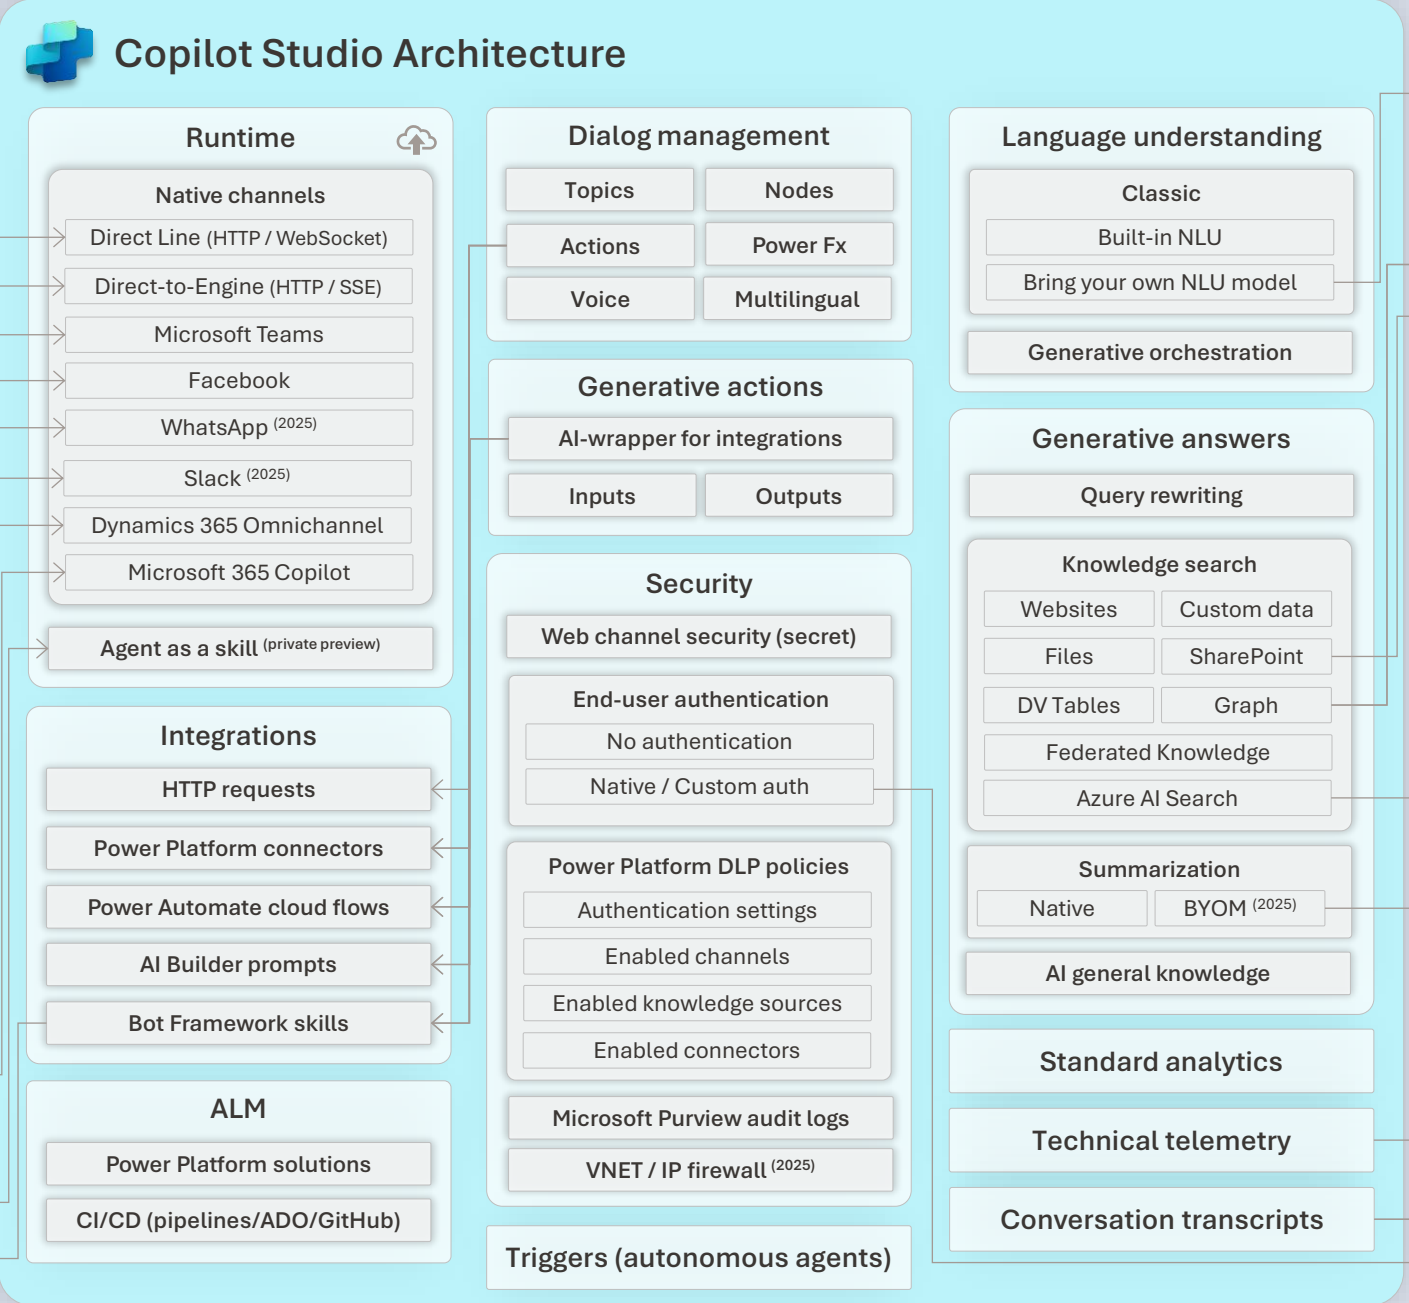 Copilot Studio Architecture
Runtime
Native channels
Direct Line (HTTP / WebSocket)
Direct-to-Engine (HTTP / SSE)
Microsoft Teams
Facebook
WhatsApp (2025)
Slack (2025)
Dynamics 365 Omnichannel
Microsoft 365 Copilot
Agent as a skill (private preview)
Integrations
HTTP requests
Power Platform connectors
Power Automate cloud flows
AI Builder prompts
Bot Framework skills
ALM
Power Platform solutions
CI/CD (pipelines/ADO/GitHub)
Dialog management
Topics
Nodes
Actions
Power Fx
Voice
Multilingual
Generative actions
AI-wrapper for integrations
Inputs
Outputs
Security
Web channel security (secret)
End-user authentication
No authentication
Native / Custom auth
Power Platform DLP policies
Authentication settings
Enabled channels
Enabled knowledge sources
Enabled connectors
Microsoft Purview audit logs
VNET / IP firewall (2025)
Triggers (autonomous agents)
Language understanding
Classic
Built-in NLU
Bring your own NLU model
Generative orchestration
Generative answers
Query rewriting
Knowledge search
Websites
Custom data
Files
SharePoint
DV Tables
Graph
Federated Knowledge
Azure AI Search
Summarization
Native
BYOM (2025)
AI general knowledge
Standard analytics
Technical telemetry
Conversation transcripts